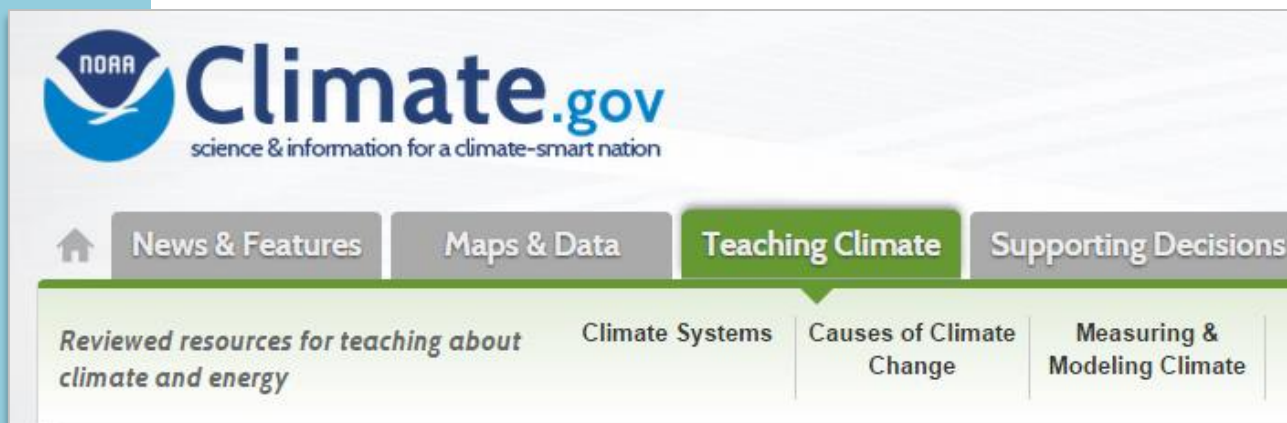 NOAA
Climate.gov
science & information for a climate-smart nation
News & Features Maps & Data Teaching Climate Supporting Decisions
Reviewed resources for teaching about
climate and energy
Climate Systems
Causes of Climate
Change
Measuring &
Modeling Climate